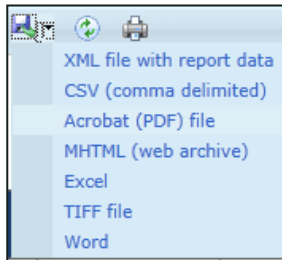 XML file with report data
CSV (comma delimited)
Acrobat (PDF) file
MHTML (web archive)
Excel
TIFF file
Word